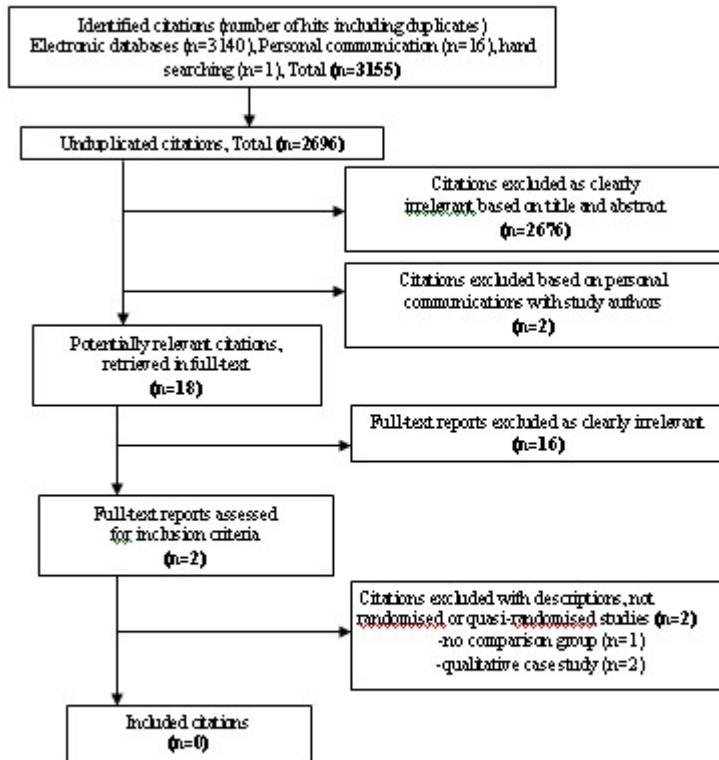 Identified citations (number of hits including duplicates)
Electronic databases (n=3140), Personal communication (n=16), hand
searching (n=1), Total (n=3155)
Unduplicated citations, Total (n=2696)
Citations excluded as clearly
irrelevant based on title and abstract
(n=2676)
Citations excluded based on personal
communications with study authors
(n=2)
Potentially relevant citations,
retrieved in full-text
(n=18)
Full-text reports excluded as clearly irrelevant
(n=16)
Full-text reports assessed
for inclusion criteria
(n=2)
Citations excluded with descriptions, not
randomised or quasi-randomised studies (n=2)
-no comparison group (n=1)
-qualitative case study (n=2)
Included citations
(n=0)